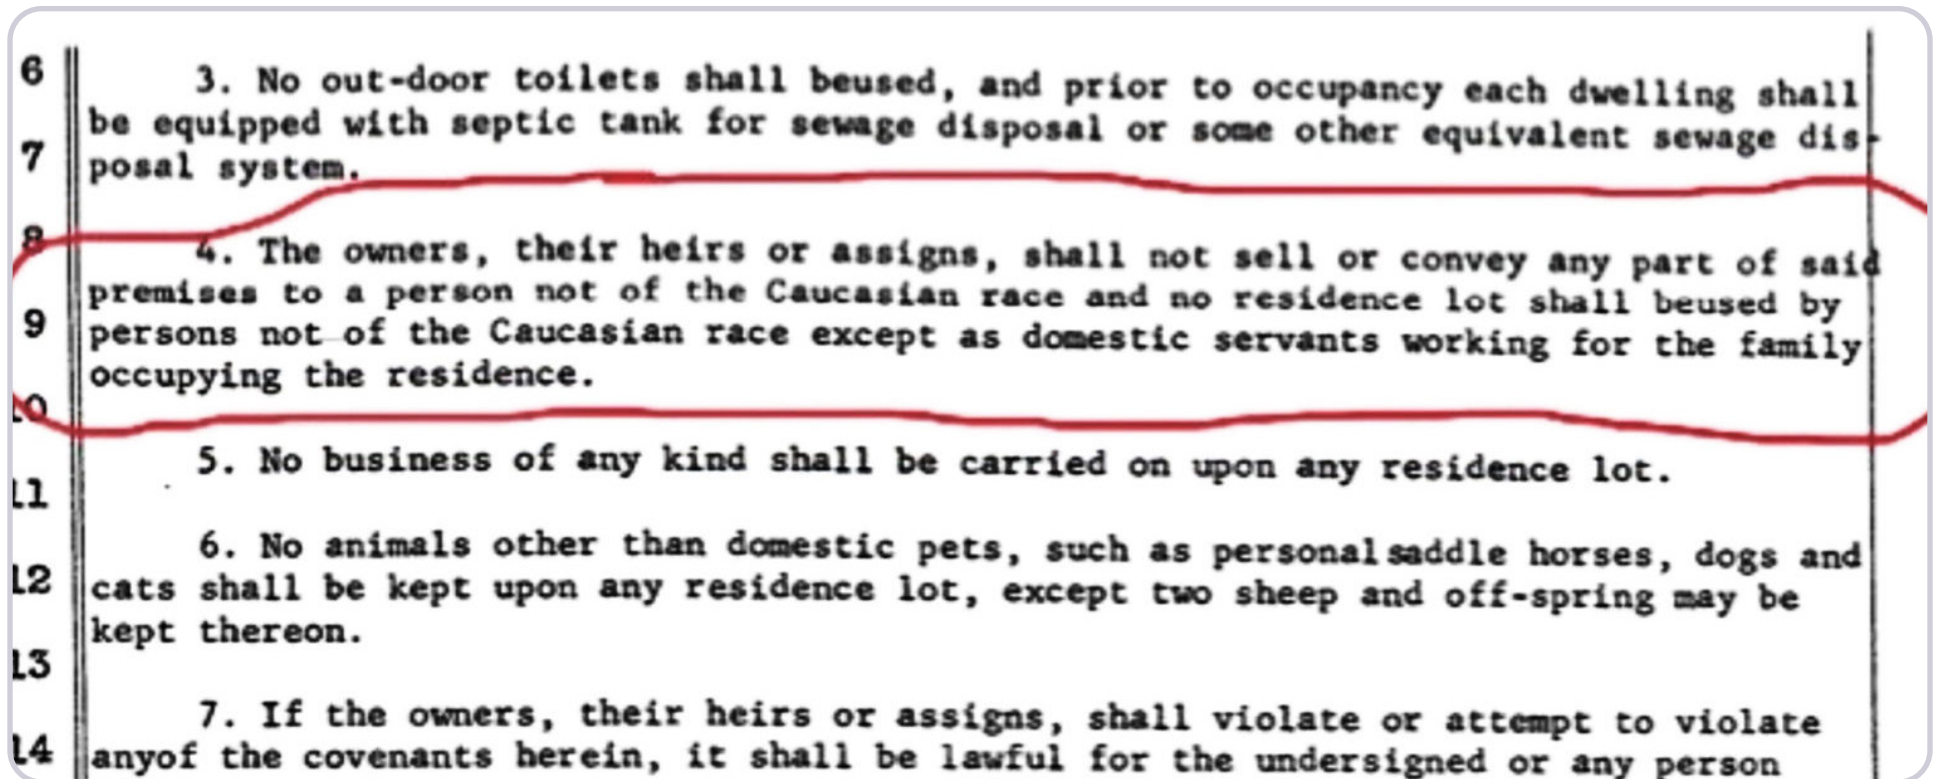 6
3. No out-door toilets shall beused, and prior to occupancy each dwelling shall
be equipped with septic tank for sewage disposal or some other equivalent sewage dis-
7
posal system.
8
4. The owners, their heirs or assigns, shall not sell or convey any part of said
premises to a person not of the Caucasian race and no residence lot shall beused by
9
persons not of the Caucasian race except as domestic servants working for the family
occupying the residence.
10
5. No business of any kind shall be carried on upon any residence lot.
11
6. No animals other than domestic pets, such as personal saddle horses, dogs and
12
cats shall be kept upon any residence lot, except two sheep and off-spring may be
kept thereon.
13
7. If the owners, their heirs or assigns, shall violate or attempt to violate
14
anyof the covenants herein, it shall be lawful for the undersigned or any person